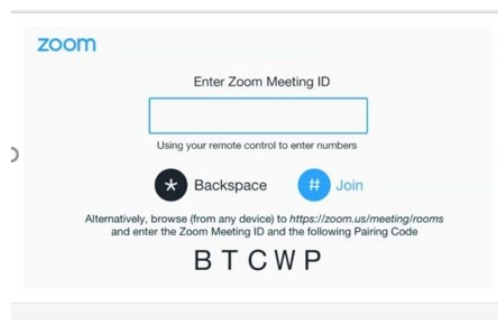 zoom
Enter Zoom Meeting ID
Using your remote control to enter numbers
* Backspace # Join
Alternatively, browse (from any device) to https://zoom.us/meeting/rooms
and enter the Zoom Meeting ID and the following Pairing Code
BTCWP